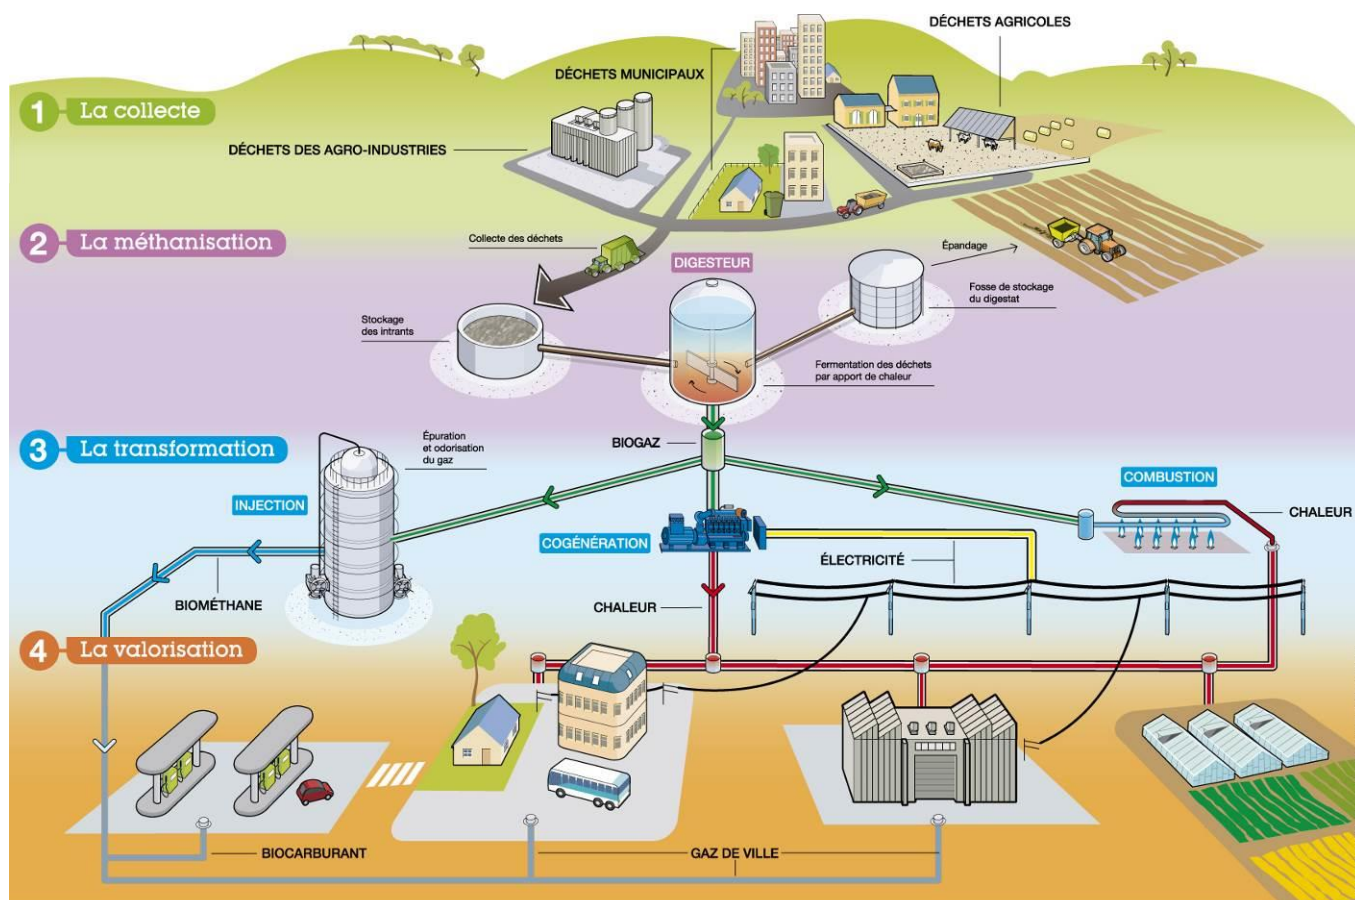 DÉCHETS AGRICOLES
DÉCHETS MUNICIPAUX
1 La collecte
DÉCHETS DES AGRO-INDUSTRIES
2 La méthanisation
Collecte des déchets
DIGESTEUR
Épandage
Fosse de stockage
du digestat
Stockage
des intrants
Fermentation des déchets
par apport de chaleur
3 La transformation
Épuration
et odorisation
du gaz
BIOGAZ
INJECTION
COMBUSTION
CHALEUR
COGÉNÉRATION
ÉLECTRICITÉ
BIOMÉTHANE
CHALEUR
4 La valorisation
BIOCARBURANT
GAZ DE VILLE